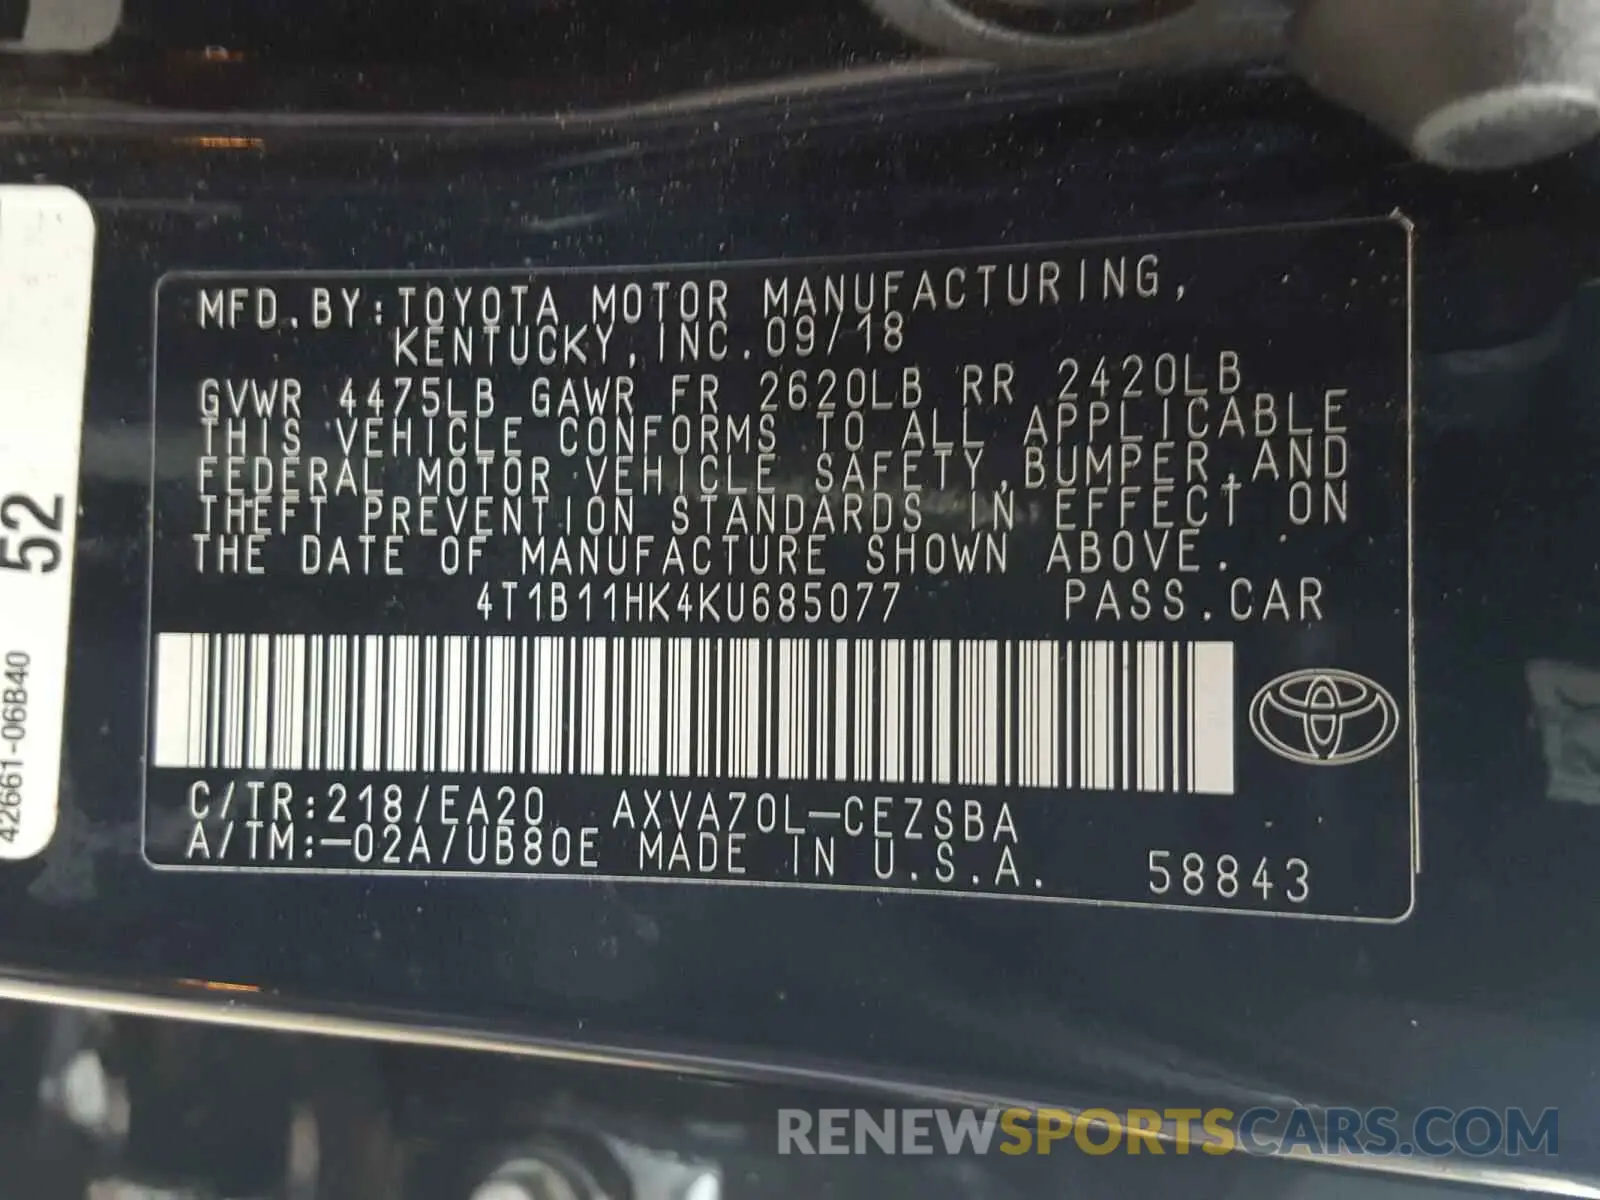 MFD.BY:TOYOTA MOTOR MANUFACTURING,
KENTUCKY,INC.09/18
GVWR 4475LB GAWR FR 2620LB RR 2420LB
THIS VEHICLE CONFORMS TO ALL APPLICABLE
FEDERAL MOTOR VEHICLE SAFETY,BUMPER,AND
THEFT PREVENTION STANDARDS IN EFFECT ON
THE DATE OF MANUFACTURE SHOWN ABOVE.
4T1B11HK4KU685077 PASS.CAR
C/TR:218/EA20 AXVA70L-CEZSBA
A/TM:-02A/UB80E MADE IN U.S.A. 58843
52
42661-06B40
RENEWSPORTSCARS.COM